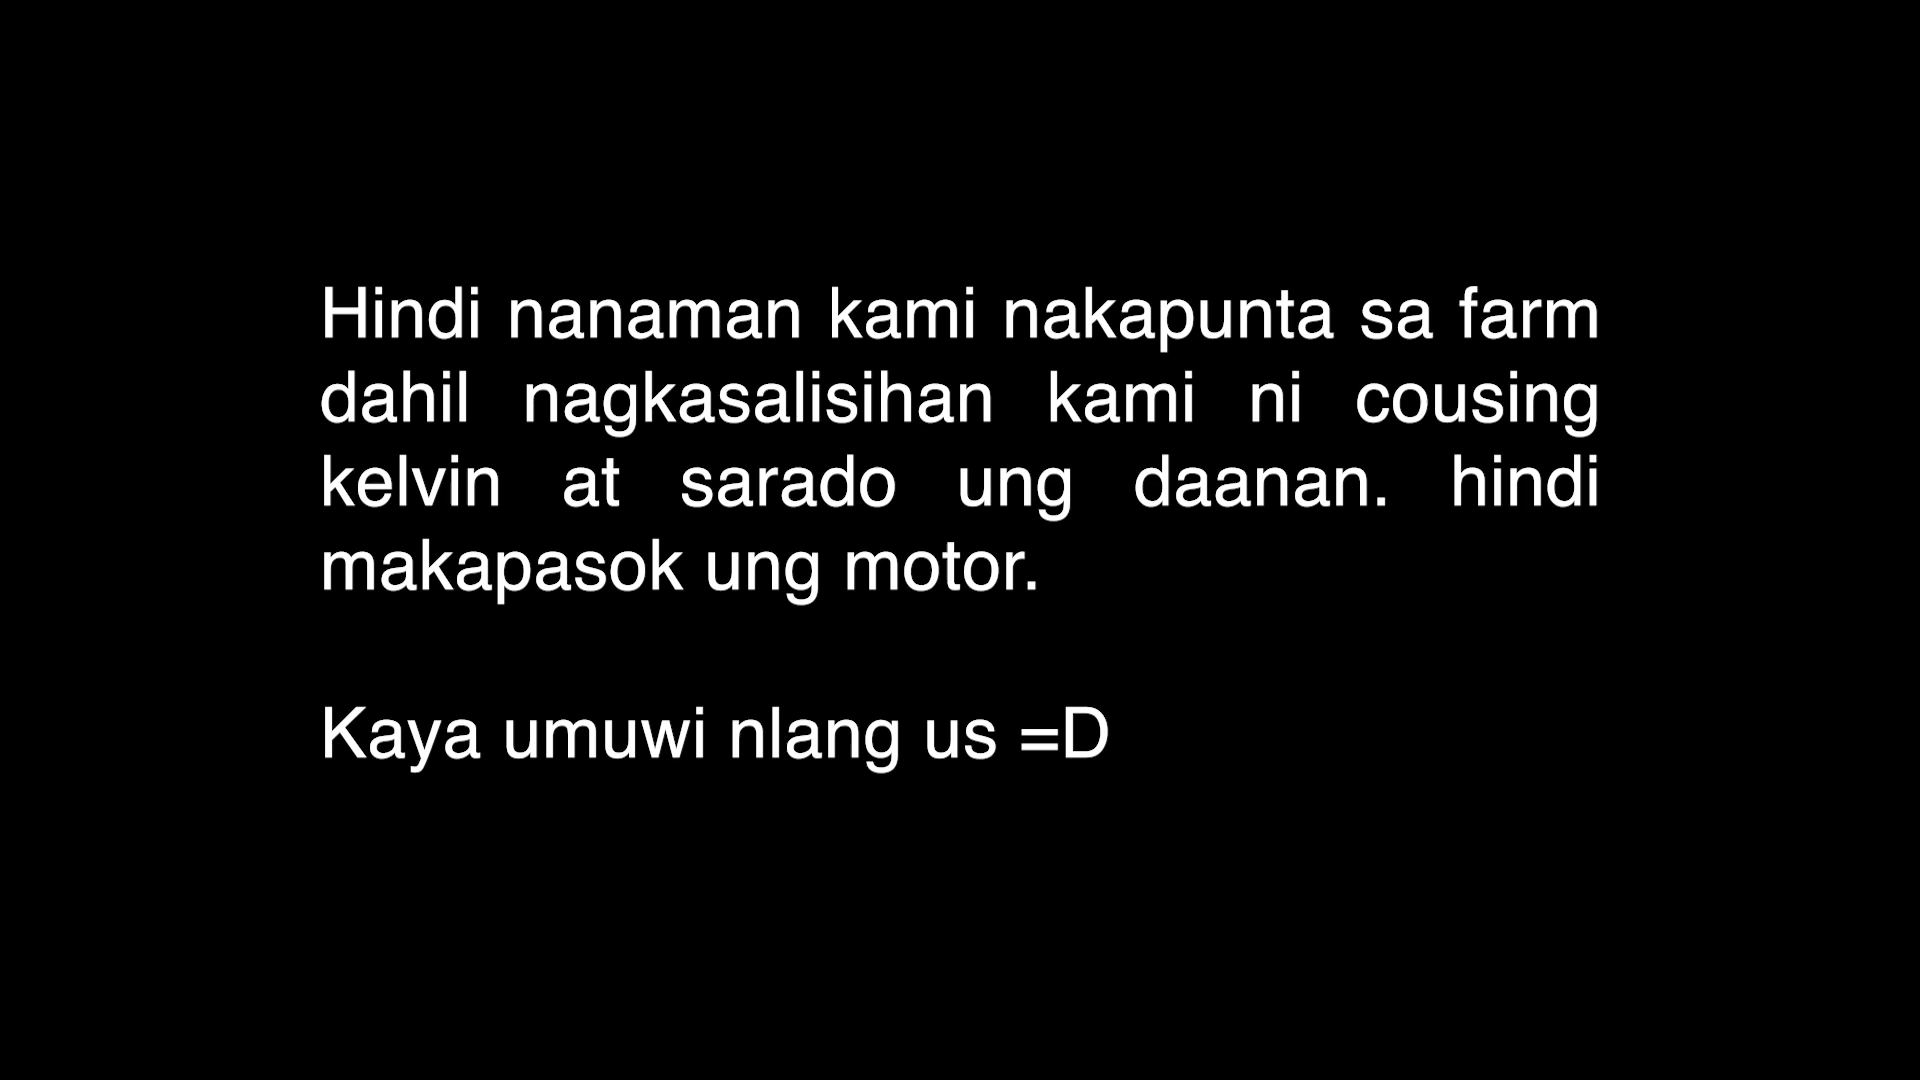 Hindi nanaman kami nakapunta sa farm
dahil nagkasalisihan kami ni cousing
kelvin at sarado ung daanan. hindi
makapasok ung motor.
Kaya umuwi nlang us =D